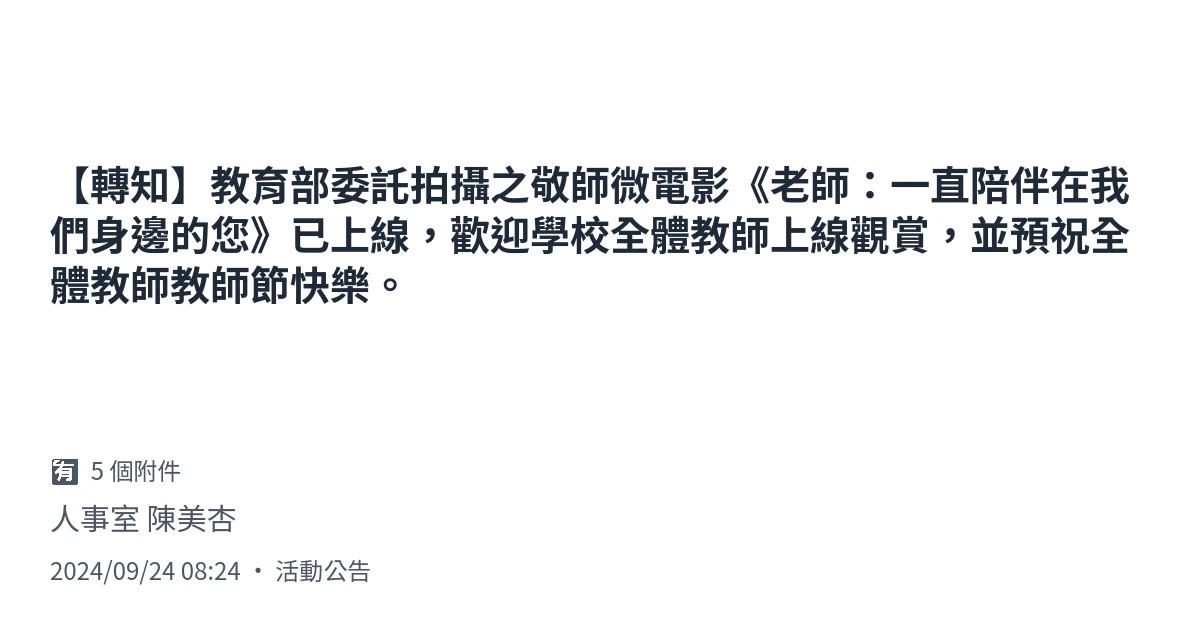 【轉知】教育部委託拍攝之敬師微電影《老師：一直陪伴在我
們身邊的您》已上線，歡迎學校全體教師上線觀賞，並預祝全
體教師教師節快樂。
有 5 個附件
人事室 陳美杏
2024/09/24 08:24 ・ 活動公告